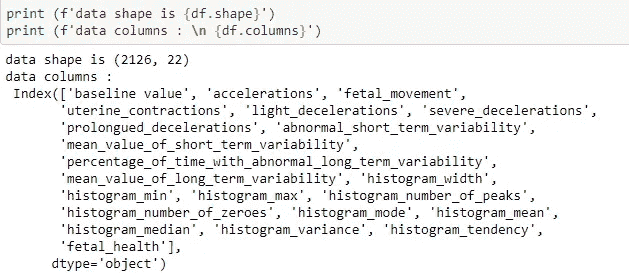 print (f'data shape is {df.shape}')
print (f'data columns : \n {df.columns}')
data shape is (2126, 22)
data columns :
Index(['baseline value', 'accelerations', 'fetal_movement',
'uterine_contractions', 'light_decelerations', 'severe_decelerations',
'prolongued_decelerations', 'abnormal_short_term_variability',
'mean_value_of_short_term_variability',
'percentage_of_time_with_abnormal_long_term_variability',
'mean_value_of_long_term_variability', 'histogram_width',
'histogram_min', 'histogram_max', 'histogram_number_of_peaks',
'histogram_number_of_zeroes', 'histogram_mode', 'histogram_mean',
'histogram_median', 'histogram_variance', 'histogram_tendency',
'fetal_health'],
dtype='object')